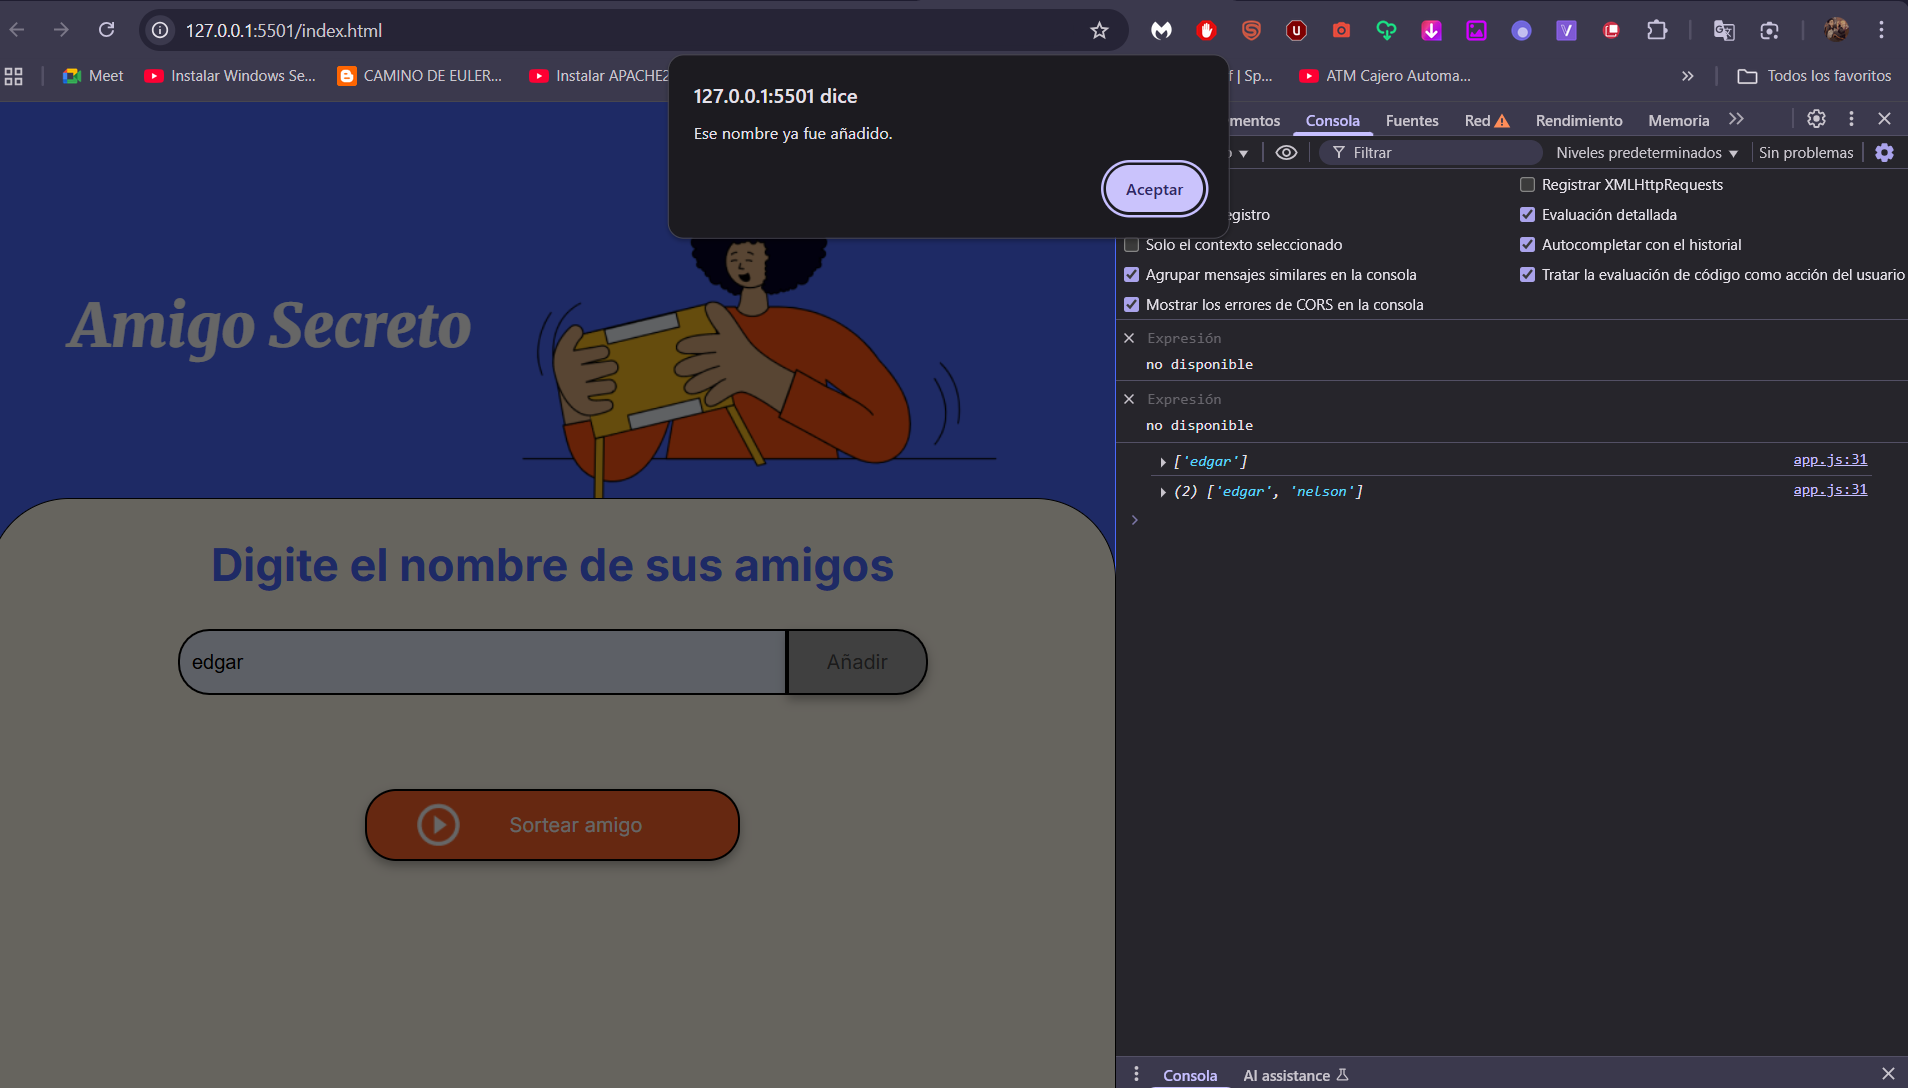 127.0.0.1:5501/index.html
Meet
Instalar Windows Se...
CAMINO DE EULER...
Instalar APACHE2
f | Sp...
ATM Cajero Automa...
Todos los favoritos
127.0.0.1:5501 dice
Ese nombre ya fue añadido.
Aceptar
mentos
Consola
Fuentes
Red
Rendimiento
Memoria
Filtrar
Niveles predeterminados
Sin problemas
Registrar XMLHttpRequests
egistro
Evaluación detallada
Solo el contexto seleccionado
Autocompletar con el historial
Agrupar mensajes similares en la consola
Tratar la evaluación de código como acción del usuario
Mostrar los errores de CORS en la consola
Expresión
no disponible
Expresión
no disponible
['edgar']
app.js:31
(2) ['edgar', 'nelson']
app.js:31
Amigo Secreto
Digite el nombre de sus amigos
edgar
Añadir
Sortear amigo
Consola
AI assistance